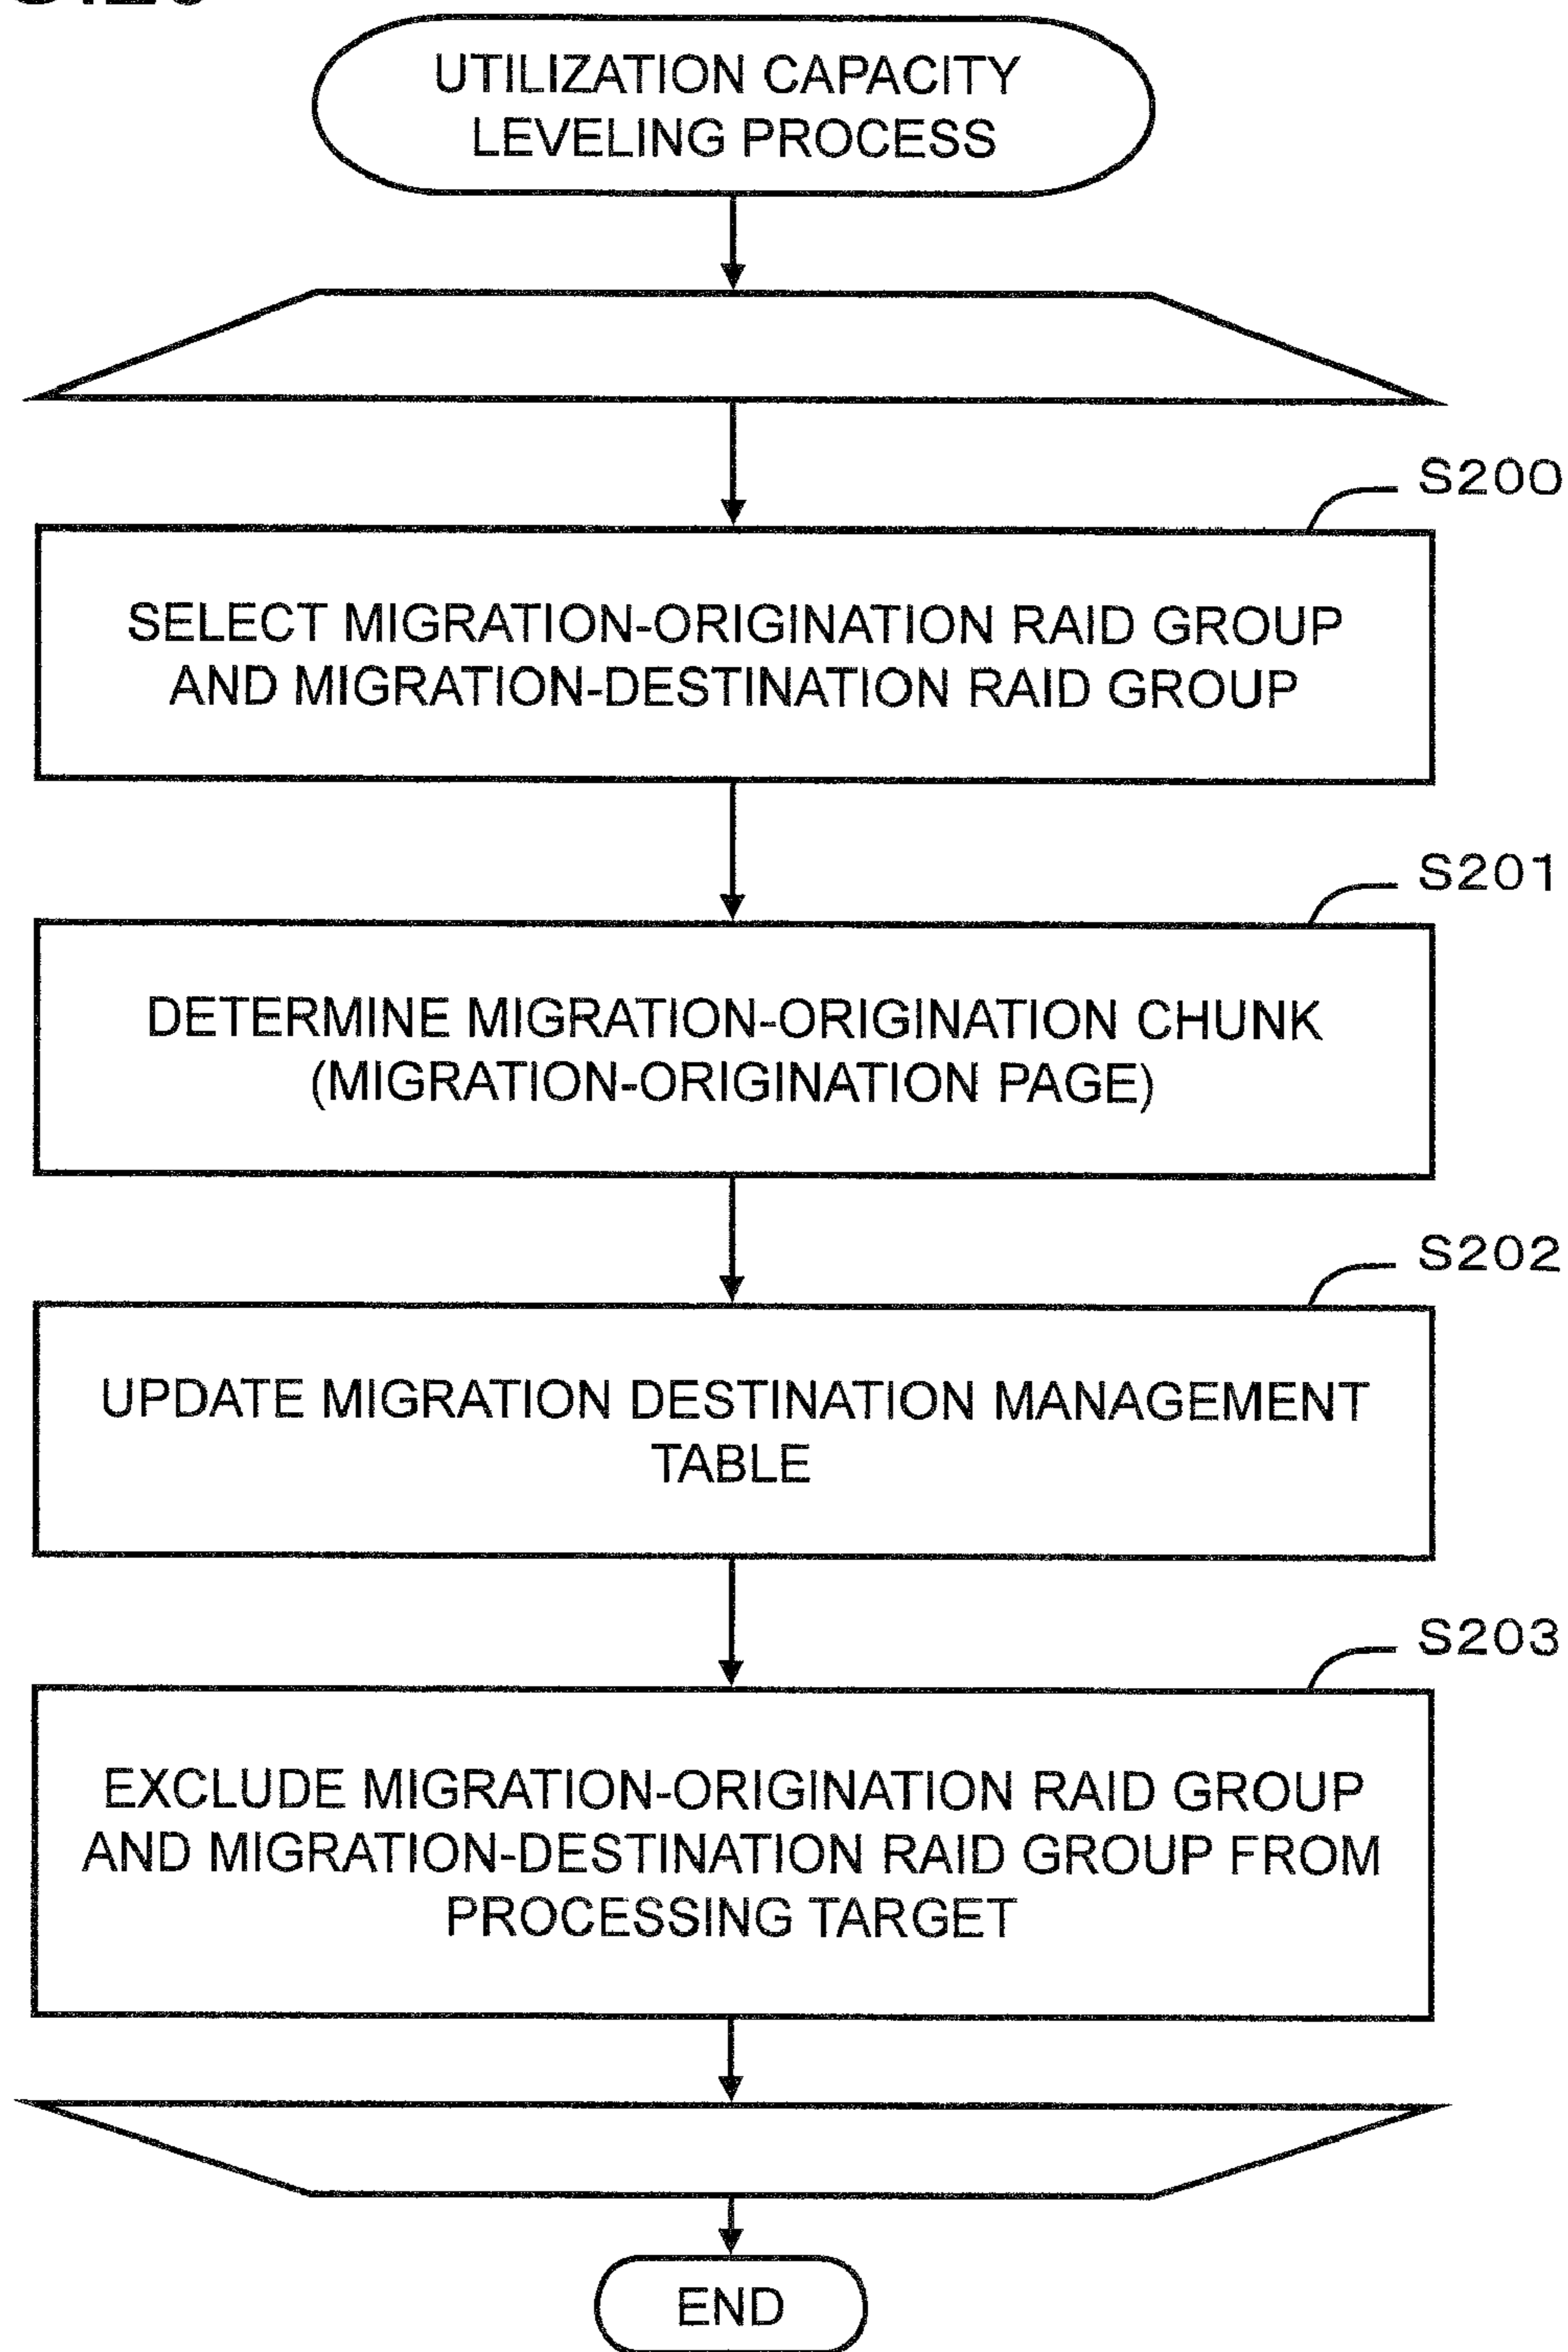 UTILIZATION CAPACITY
LEVELING PROCESS
S200
SELECT MIGRATION-ORIGINATION RAID GROUP
AND MIGRATION-DESTINATION RAID GROUP
S201
DETERMINE MIGRATION-ORIGINATION CHUNK
(MIGRATION-ORIGINATION PAGE)
S202
UPDATE MIGRATION DESTINATION MANAGEMENT
TABLE
S203
EXCLUDE MIGRATION-ORIGINATION RAID GROUP
AND MIGRATION-DESTINATION RAID GROUP FROM
PROCESSING TARGET
END